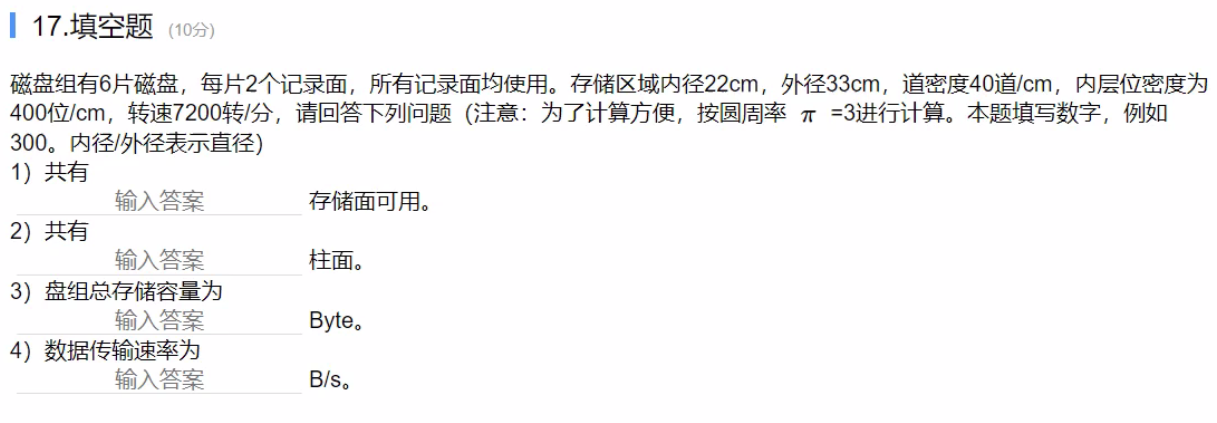 17.填空题 (10分)
磁盘组有6片磁盘，每片2个记录面，所有记录面均使用。存储区域内径22cm，外径33cm，道密度40道/cm，内层位密度为
400位/cm，转速7200转/分，请回答下列问题（注意：为了计算方便，按圆周率 π =3进行计算。本题填写数字，例如
300。内径/外径表示直径）
1）共有
输入答案 存储面可用。
2）共有
输入答案 柱面。
3）盘组总存储容量为
输入答案 Byte。
4）数据传输速率为
输入答案 B/s。